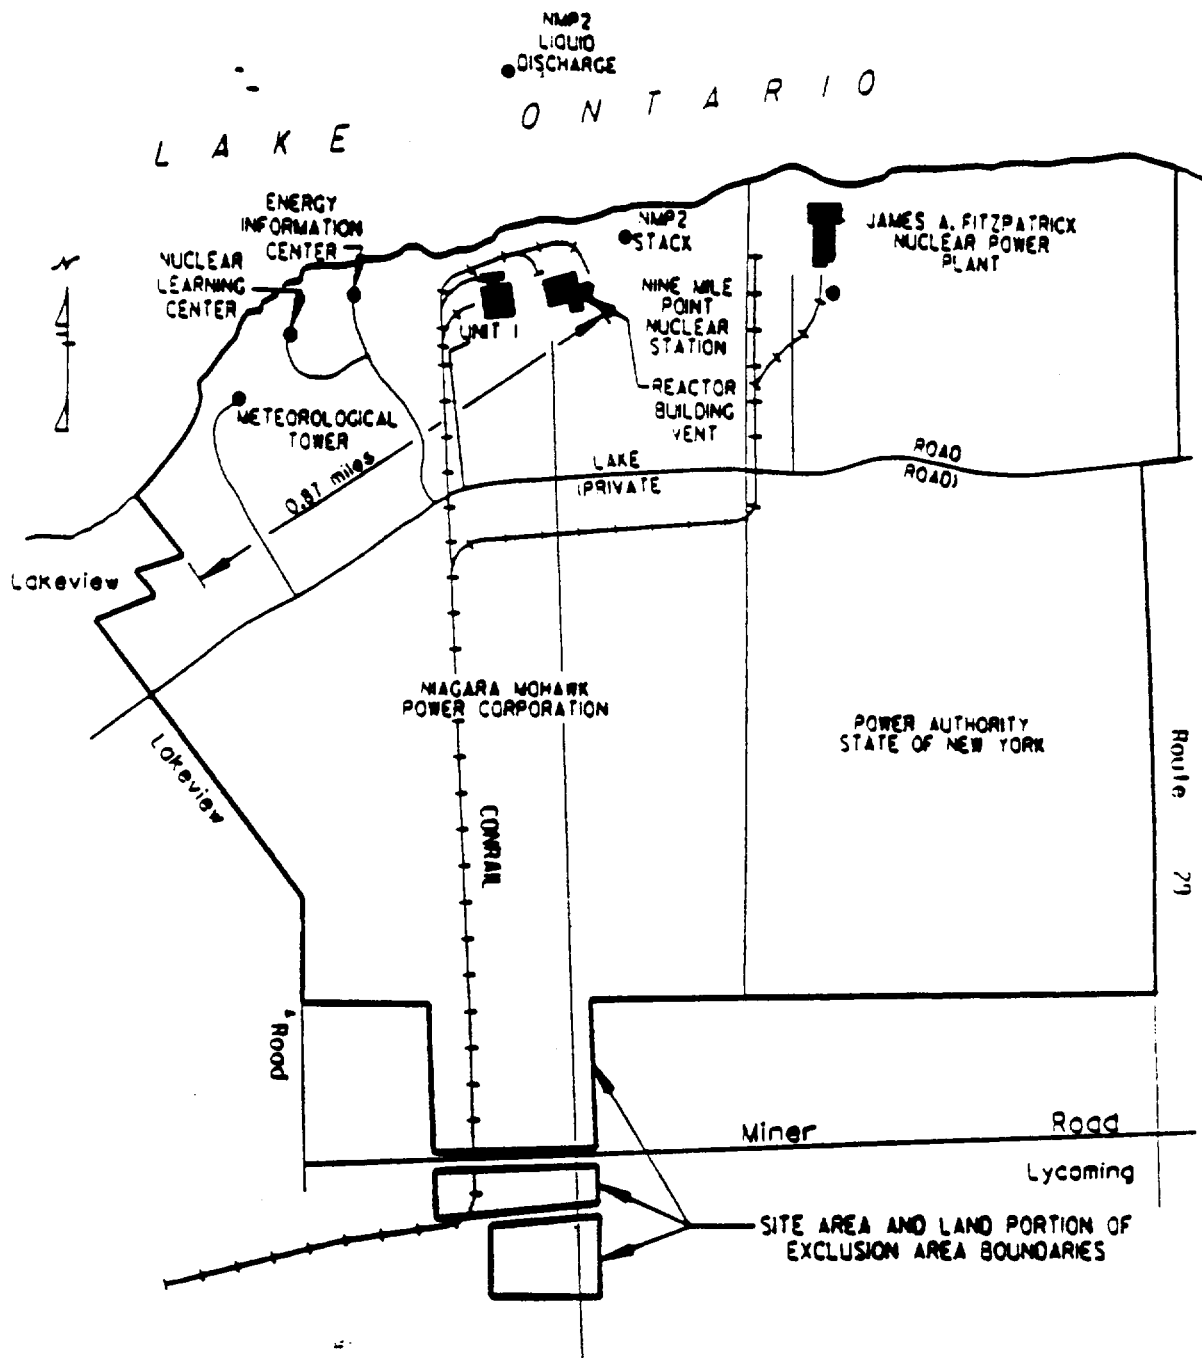 NMP2
LIQUID
DISCHARGE
LAKE ONTARIO
ENERGY
INFORMATION
CENTER
NUCLEAR
LEARNING
CENTER
NMP2
STACK
JAMES A. FITZPATRICK
NUCLEAR POWER
PLANT
N
UNIT 1
NINE MILE
POINT
NUCLEAR
STATION
REACTOR
BUILDING
VENT
METEOROLOGICAL
TOWER
0.87 miles
LAKE ROAD
(PRIVATE ROAD)
Lakeview
NIAGARA MOHAWK
POWER CORPORATION
POWER AUTHORITY
STATE OF NEW YORK
Lakeview
CONRAIL
Route 29
Road
Miner Road
Lycoming
SITE AREA AND LAND PORTION OF
EXCLUSION AREA BOUNDARIES